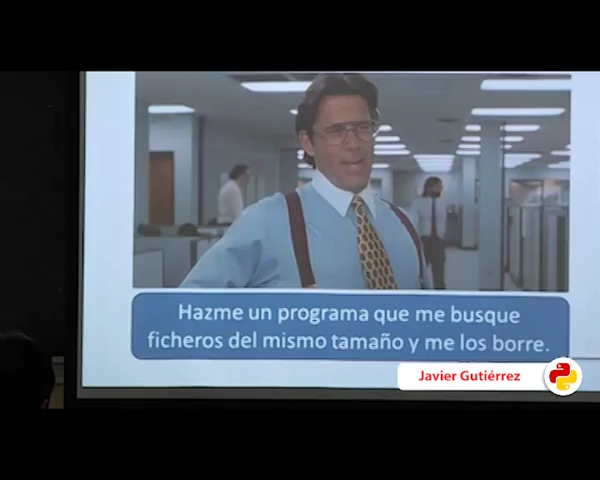 Hazme un programa que me busque
ficheros del mismo tamaño y me los borre.
Javier Gutiérrez